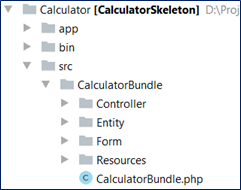 Calculator [CalculatorSkeleton] D:\Proj
app
bin
src
CalculatorBundle
Controller
Entity
Form
Resources
CalculatorBundle.php